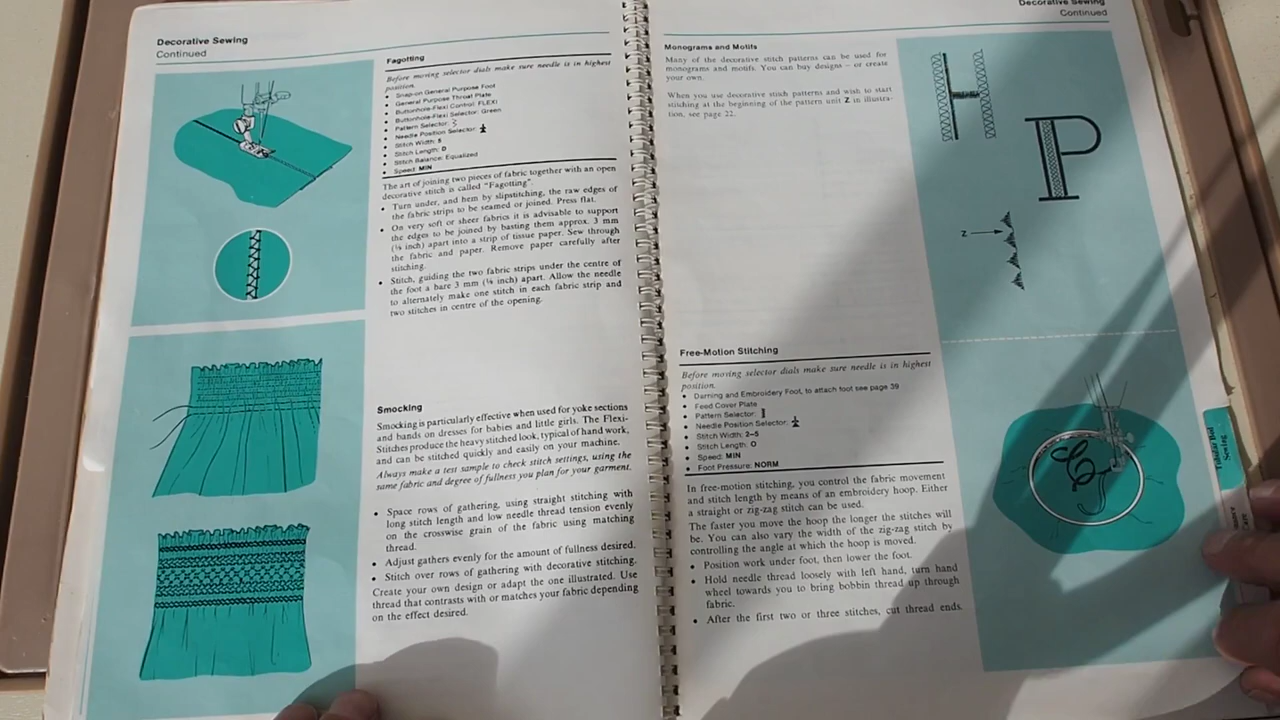 Decorative Sewing
Continued
Fagotting
Before moving selector dials make sure needle is in highest
position.
• Snap-on General Purpose Foot
• General Purpose Throat Plate
• Buttonhole-Flexi Control: FLEXI
• Buttonhole-Flexi Selector: Green
• Pattern Selector:
• Needle Position Selector:
• Stitch Width: 5
• Stitch Length: O
• Stitch Balance: Equalized
• Speed: MIN
The art of joining two pieces of fabric together with an open
decorative stitch is called "Fagotting".
• Turn under, and hem by slipstitching, the raw edges of
the fabric strips to be seamed or joined. Press flat.
• On very soft or sheer fabrics it is advisable to support
the edges to be joined by basting them approx. 3 mm
(⅛ inch) apart into a strip of tissue paper. Sew through
the fabric and paper. Remove paper carefully after
stitching.
• Stitch, guiding the two fabric strips under the centre of
the foot a bare 3 mm (⅛ inch) apart. Allow the needle
to alternately make one stitch in each fabric strip and
two stitches in centre of the opening.
Smocking
Smocking is particularly effective when used for yoke sections
and bands on dresses for babies and little girls. The Flexi-
Stitches produce the heavy stitched look, typical of hand work,
and can be stitched quickly and easily on your machine.
Always make a test sample to check stitch settings, using the
same fabric and degree of fullness you plan for your garment.
• Space rows of gathering, using straight stitching with
long stitch length and low needle thread tension evenly
on the crosswise grain of the fabric using matching
thread.
• Adjust gathers evenly for the amount of fullness desired.
• Stitch over rows of gathering with decorative stitching.
Create your own design or adapt the one illustrated. Use
thread that contrasts with or matches your fabric depending
on the effect desired.
Decorative Sewing
Continued
Monograms and Motifs
Many of the decorative stitch patterns can be used for
monograms and motifs. You can buy designs – or create
your own.
When you use decorative stitch patterns and wish to start
stitching at the beginning of the pattern unit Z in illustra-
tion, see page 22.
H
P
Z
Free-Motion Stitching
Before moving selector dials make sure needle is in highest
position.
• Darning and Embroidery Foot, to attach foot see page 39
• Feed Cover Plate
• Pattern Selector:
• Needle Position Selector:
• Stitch Width: 2–5
• Stitch Length: O
• Speed: MIN
• Foot Pressure: NORM
In free-motion stitching, you control the fabric movement
and stitch length by means of an embroidery hoop. Either
a straight or zig-zag stitch can be used.
The faster you move the hoop the longer the stitches will
be. You can also vary the width of the zig-zag stitch by
controlling the angle at which the hoop is moved.
• Position work under foot, then lower the foot.
• Hold needle thread loosely with left hand, turn hand
wheel towards you to bring bobbin thread up through
fabric.
• After the first two or three stitches, cut thread ends.
Tubular Bed
Sewing
Care